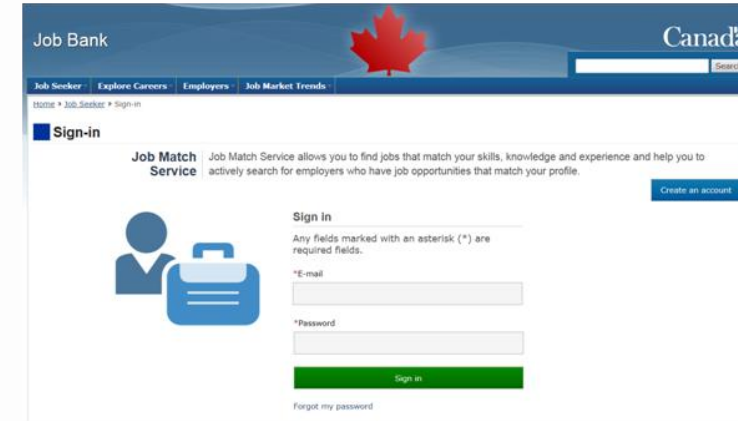 Job Bank
Canada
Search
Job Seeker Explore Careers Employers Job Market Trends
Home Job Seeker Sign-in
Sign-in
Job Match Service
Job Match Service allows you to find jobs that match your skills, knowledge and experience and help you to
actively search for employers who have job opportunities that match your profile.
Create an account
Sign in
Any fields marked with an asterisk (*) are
required fields.
*E-mail
*Password
Sign in
Forgot my password